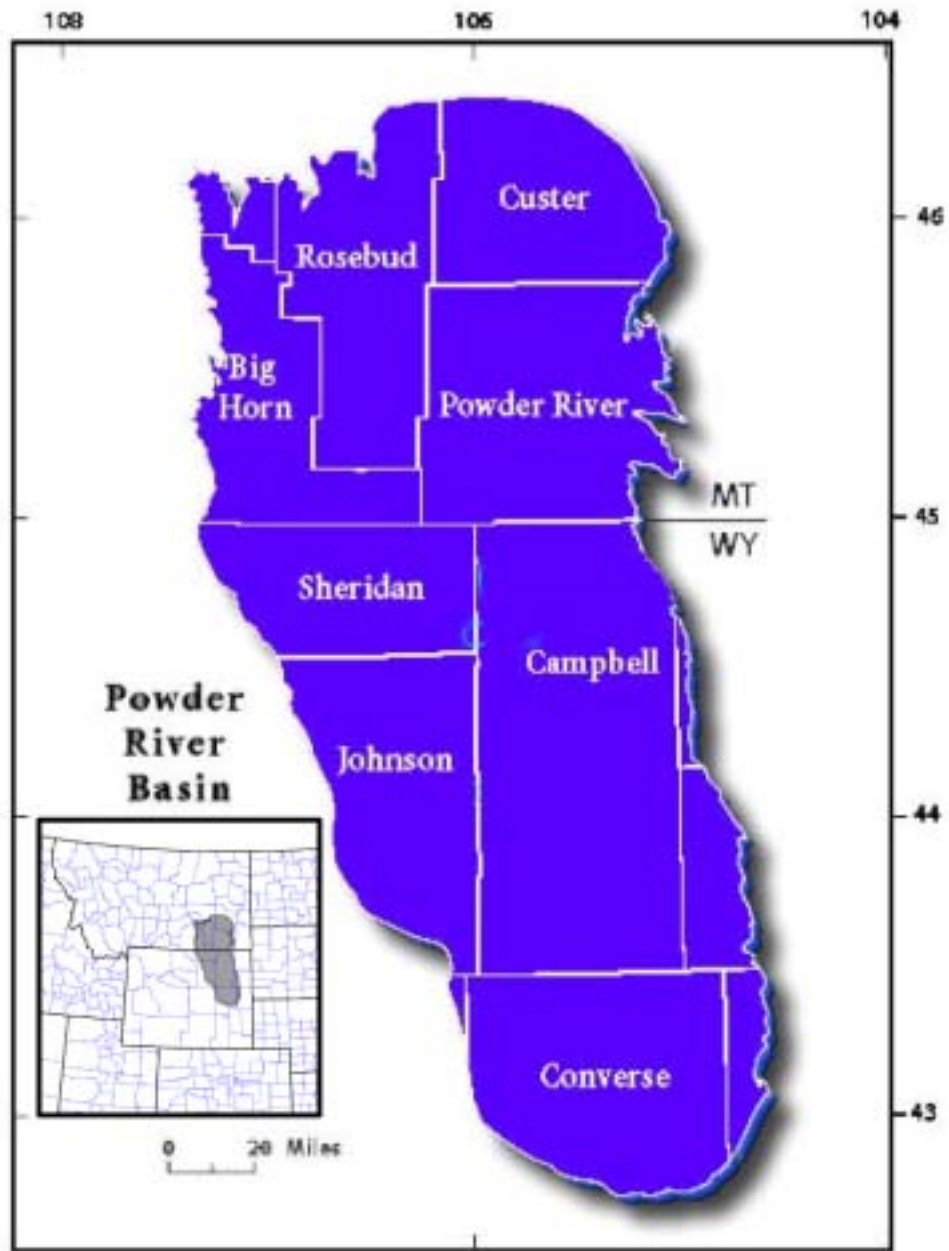 108
106
104
Custer
46
Rosebud
Big
Horn
Powder River
MT
45
WY
Sheridan
Campbell
Powder
River
Basin
Johnson
44
Converse
43
0 20 Miles